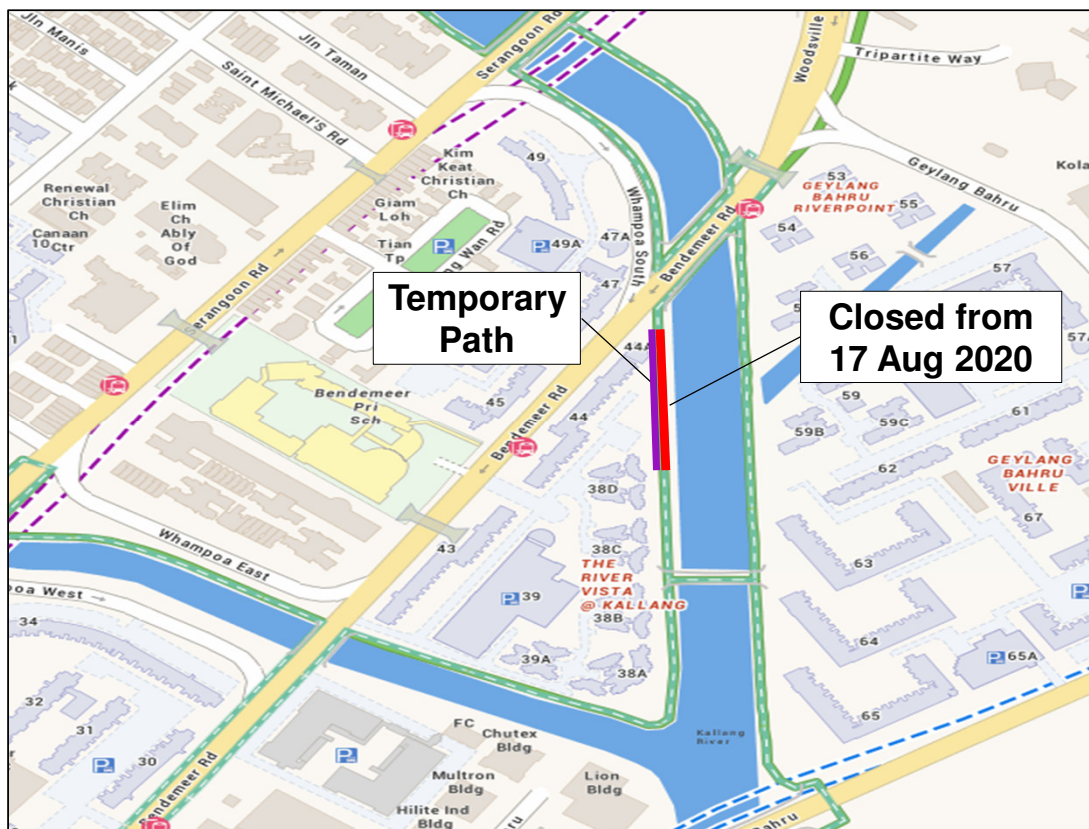 Jln Manis
Jln Taman
Serangoon Rd
Woodsville
Tripartite Way
Saint Michael'S Rd
Kim
Keat
Christian
Ch
49
Geylang Bahru
Renewal
Christian
Ch
Elim
Ch
Ably
Of
God
Canaan
10 Ctr
Giam
Loh
Tian
Tp
Wan Rd
49A
47A
47
Whampoa South
Bendemeer Rd
53
GEYLANG
BAHRU
RIVERPOINT
55
54
56
57
57A
Serangoon Rd
Temporary
Path
Closed from
17 Aug 2020
44A
Bendemeer
Pri
Sch
45
44
Bendemeer Rd
59
59B
59C
61
62
GEYLANG
BAHRU
VILLE
67
38D
38C
43
THE
RIVER
VISTA
@ KALLANG
38B
39
39A
38A
63
64
65A
65
Whampoa East
34
32
31
30
Bendemeer Rd
FC
Chutex
Bldg
Multron
Bldg
Hilite Ind
Bldg
Lion
Bldg
Kallang
River
Bahru